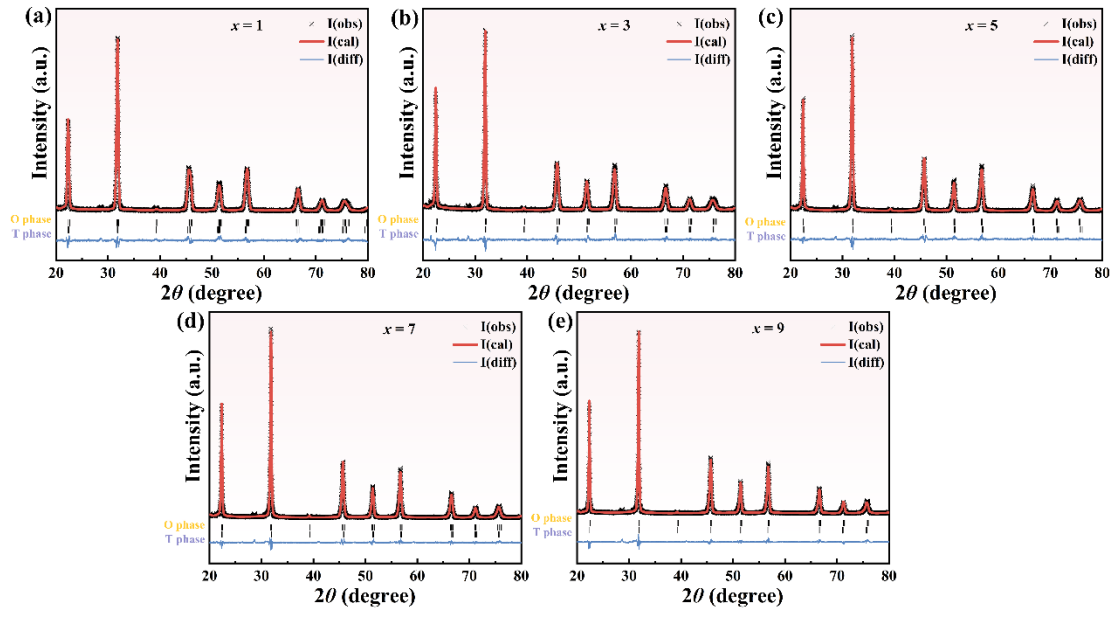 (a)
x = 1
I(obs)
I(cal)
I(diff)
Intensity (a.u.)
O phase
T phase
20 30 40 50 60 70 80
2θ (degree)
(b)
x = 3
I(obs)
I(cal)
I(diff)
Intensity (a.u.)
O phase
T phase
20 30 40 50 60 70 80
2θ (degree)
(c)
x = 5
I(obs)
I(cal)
I(diff)
Intensity (a.u.)
O phase
T phase
20 30 40 50 60 70 80
2θ (degree)
(d)
x = 7
I(obs)
I(cal)
I(diff)
Intensity (a.u.)
O phase
T phase
20 30 40 50 60 70 80
2θ (degree)
(e)
x = 9
I(obs)
I(cal)
I(diff)
Intensity (a.u.)
O phase
T phase
20 30 40 50 60 70 80
2θ (degree)